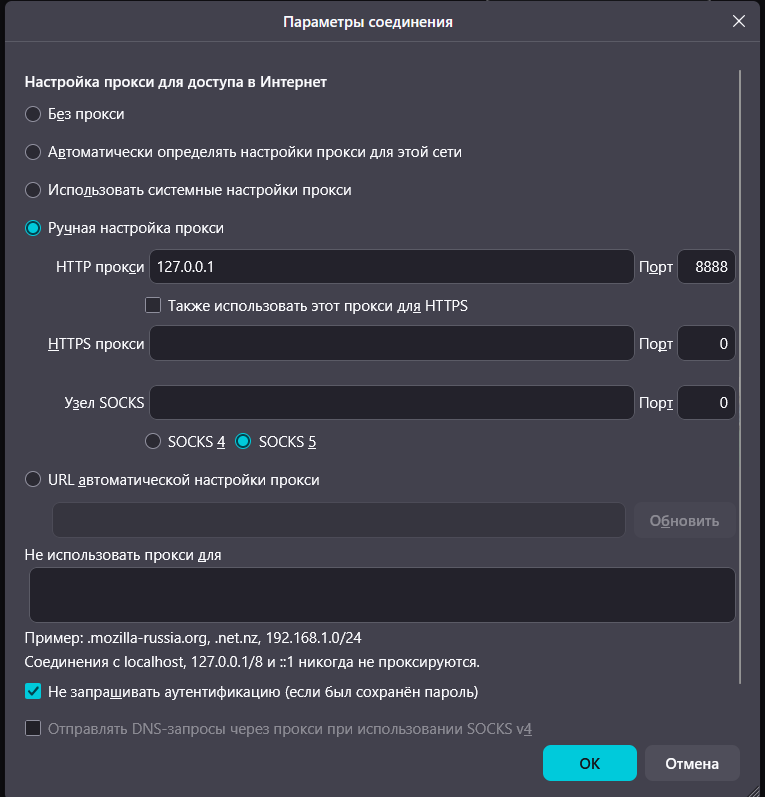 Параметры соединения
Настройка прокси для доступа в Интернет
Без прокси
Автоматически определять настройки прокси для этой сети
Использовать системные настройки прокси
Ручная настройка прокси
HTTP прокси 127.0.0.1 Порт 8888
Также использовать этот прокси для HTTPS
HTTPS прокси Порт 0
Узел SOCKS Порт 0
SOCKS 4 SOCKS 5
URL автоматической настройки прокси
Обновить
Не использовать прокси для
Пример: .mozilla-russia.org, .net.nz, 192.168.1.0/24
Соединения с localhost, 127.0.0.1/8 и ::1 никогда не проксируются.
Не запрашивать аутентификацию (если был сохранён пароль)
Отправлять DNS-запросы через прокси при использовании SOCKS v4
OK Отмена